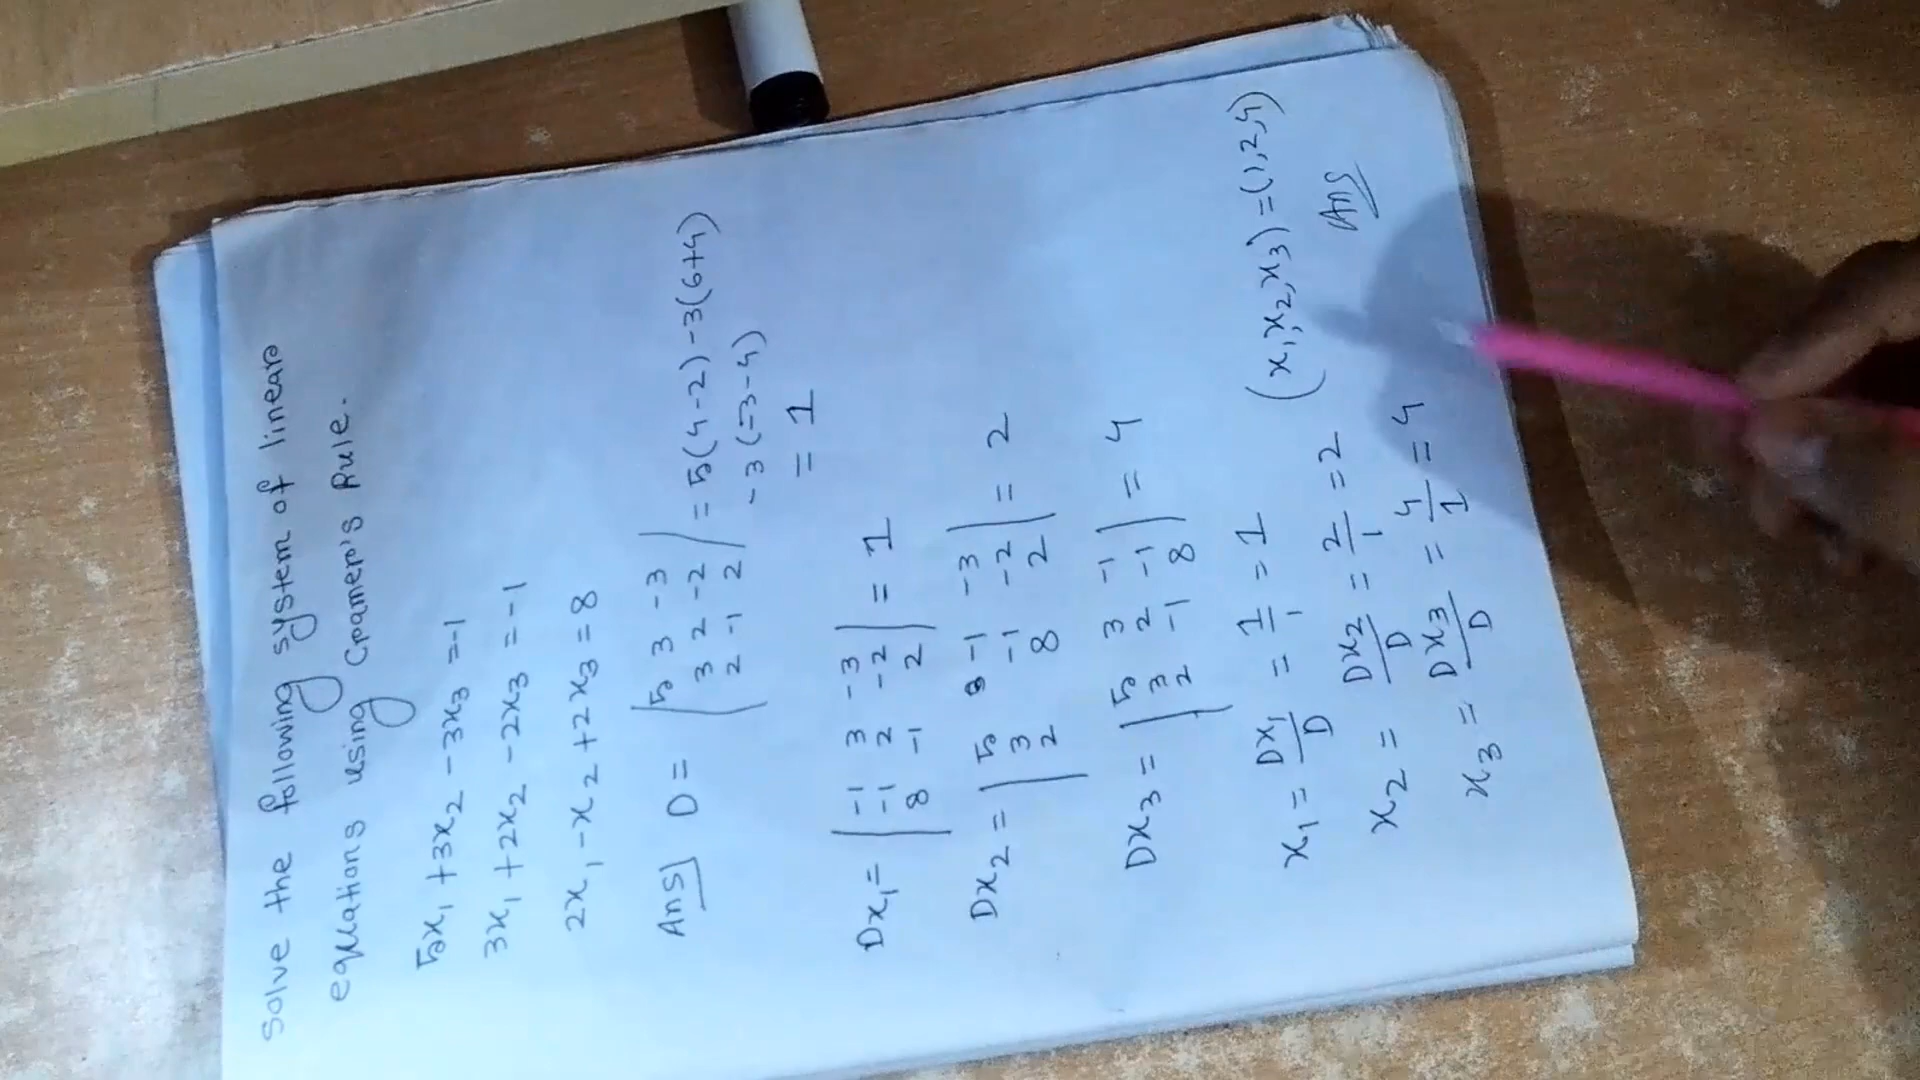 Solve the following system of linear
equations using Cramer's Rule.
5x₁ + 3x₂ - 3x₃ = -1
3x₁ + 2x₂ - 2x₃ = -1
2x₁ - x₂ + 2x₃ = 8
Ans) D = | 5 3 -3 | = 5(4-2) -3(6+4)
| 3 2 -2 | -3(-3-4)
| 2 -1 2 | = 1
Dx₁ = | -1 3 -3 |
| -1 2 -2 | = 1
| 8 -1 2 |
Dx₂ = | 5 -1 -3 |
| 3 -1 -2 | = 2
| 2 8 2 |
Dx₃ = | 5 3 -1 |
| 3 2 -1 | = 4
| 2 -1 8 |
x₁ = Dx₁/D = 1/1 = 1 (x₁, x₂, x₃) = (1, 2, 4)
x₂ = Dx₂/D = 2/1 = 2 Ans
x₃ = Dx₃/D = 4/1 = 4